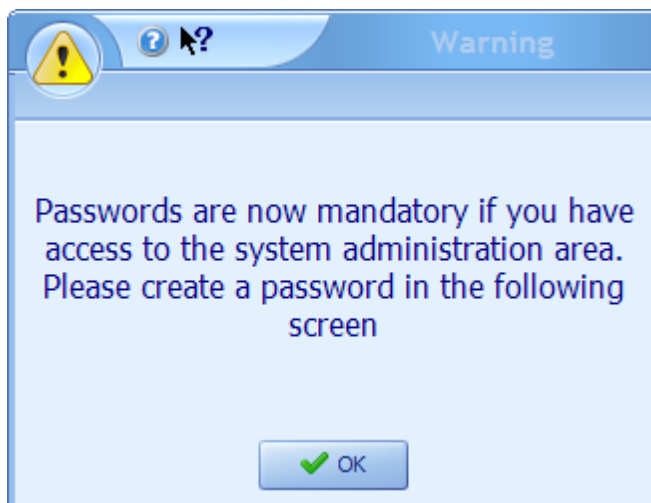 Warning
Passwords are now mandatory if you have
access to the system administration area.
Please create a password in the following
screen
OK